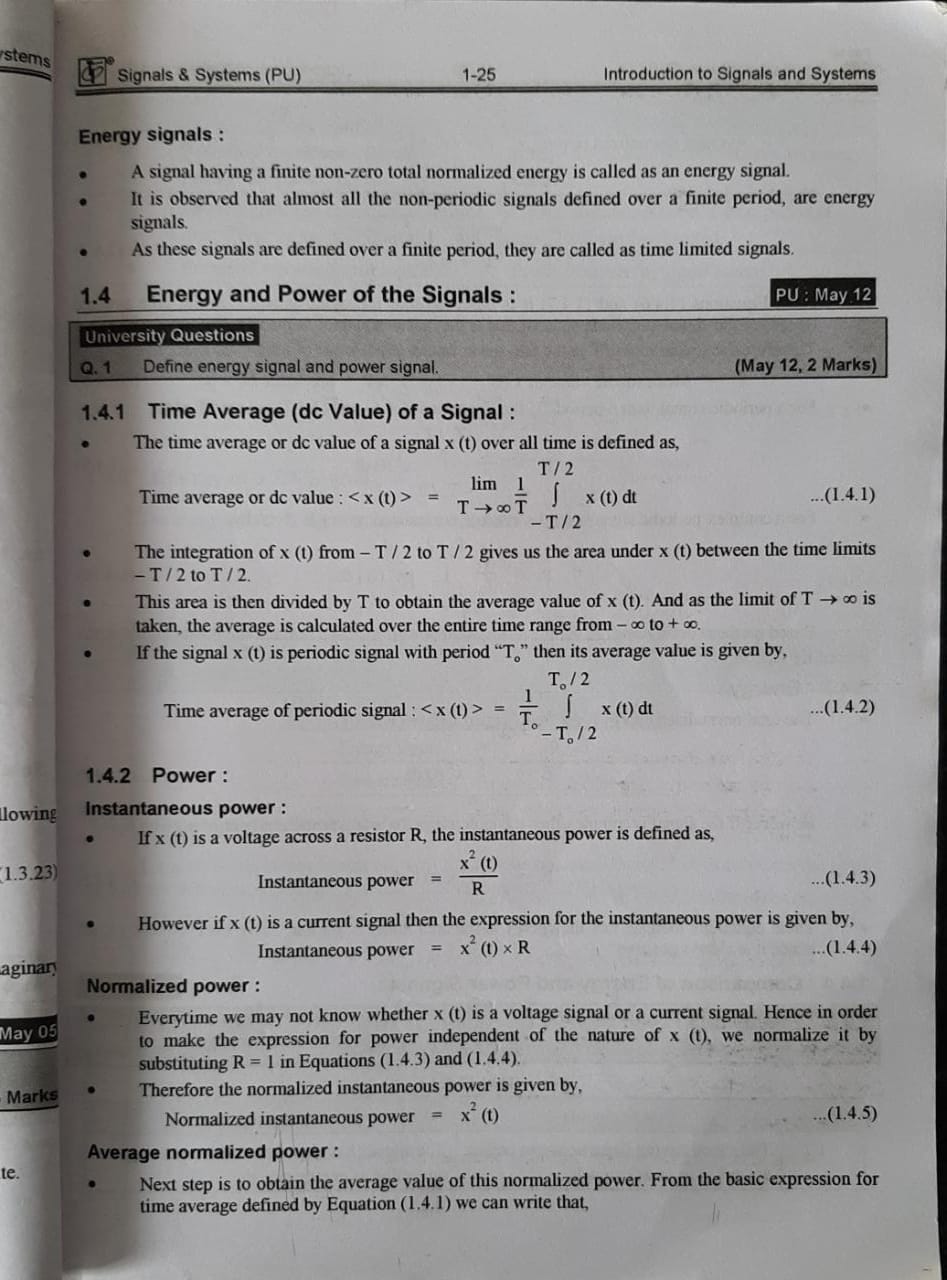 ystems
Signals & Systems (PU) 1-25 Introduction to Signals and Systems
Energy signals :
• A signal having a finite non-zero total normalized energy is called as an energy signal.
• It is observed that almost all the non-periodic signals defined over a finite period, are energy
signals.
• As these signals are defined over a finite period, they are called as time limited signals.
1.4 Energy and Power of the Signals : PU : May 12
University Questions
Q. 1 Define energy signal and power signal. (May 12, 2 Marks)
1.4.1 Time Average (dc Value) of a Signal :
• The time average or dc value of a signal x (t) over all time is defined as,
T / 2
Time average or dc value : < x (t) > = lim T → ∞ 1/T ∫ x (t) dt ...(1.4.1)
– T / 2
• The integration of x (t) from – T / 2 to T / 2 gives us the area under x (t) between the time limits
– T / 2 to T / 2.
• This area is then divided by T to obtain the average value of x (t). And as the limit of T → ∞ is
taken, the average is calculated over the entire time range from – ∞ to + ∞.
• If the signal x (t) is periodic signal with period “Tₒ” then its average value is given by,
Tₒ / 2
Time average of periodic signal : < x (t) > = 1/Tₒ ∫ x (t) dt ...(1.4.2)
– Tₒ / 2
1.4.2 Power :
llowing
Instantaneous power :
• If x (t) is a voltage across a resistor R, the instantaneous power is defined as,
(1.3.23)
Instantaneous power = x² (t) / R ...(1.4.3)
• However if x (t) is a current signal then the expression for the instantaneous power is given by,
Instantaneous power = x² (t) × R ...(1.4.4)
aginary
Normalized power :
• Everytime we may not know whether x (t) is a voltage signal or a current signal. Hence in order
May 05
to make the expression for power independent of the nature of x (t), we normalize it by
substituting R = 1 in Equations (1.4.3) and (1.4.4).
Marks
• Therefore the normalized instantaneous power is given by,
Normalized instantaneous power = x² (t) ...(1.4.5)
Average normalized power :
te.
• Next step is to obtain the average value of this normalized power. From the basic expression for
time average defined by Equation (1.4.1) we can write that,